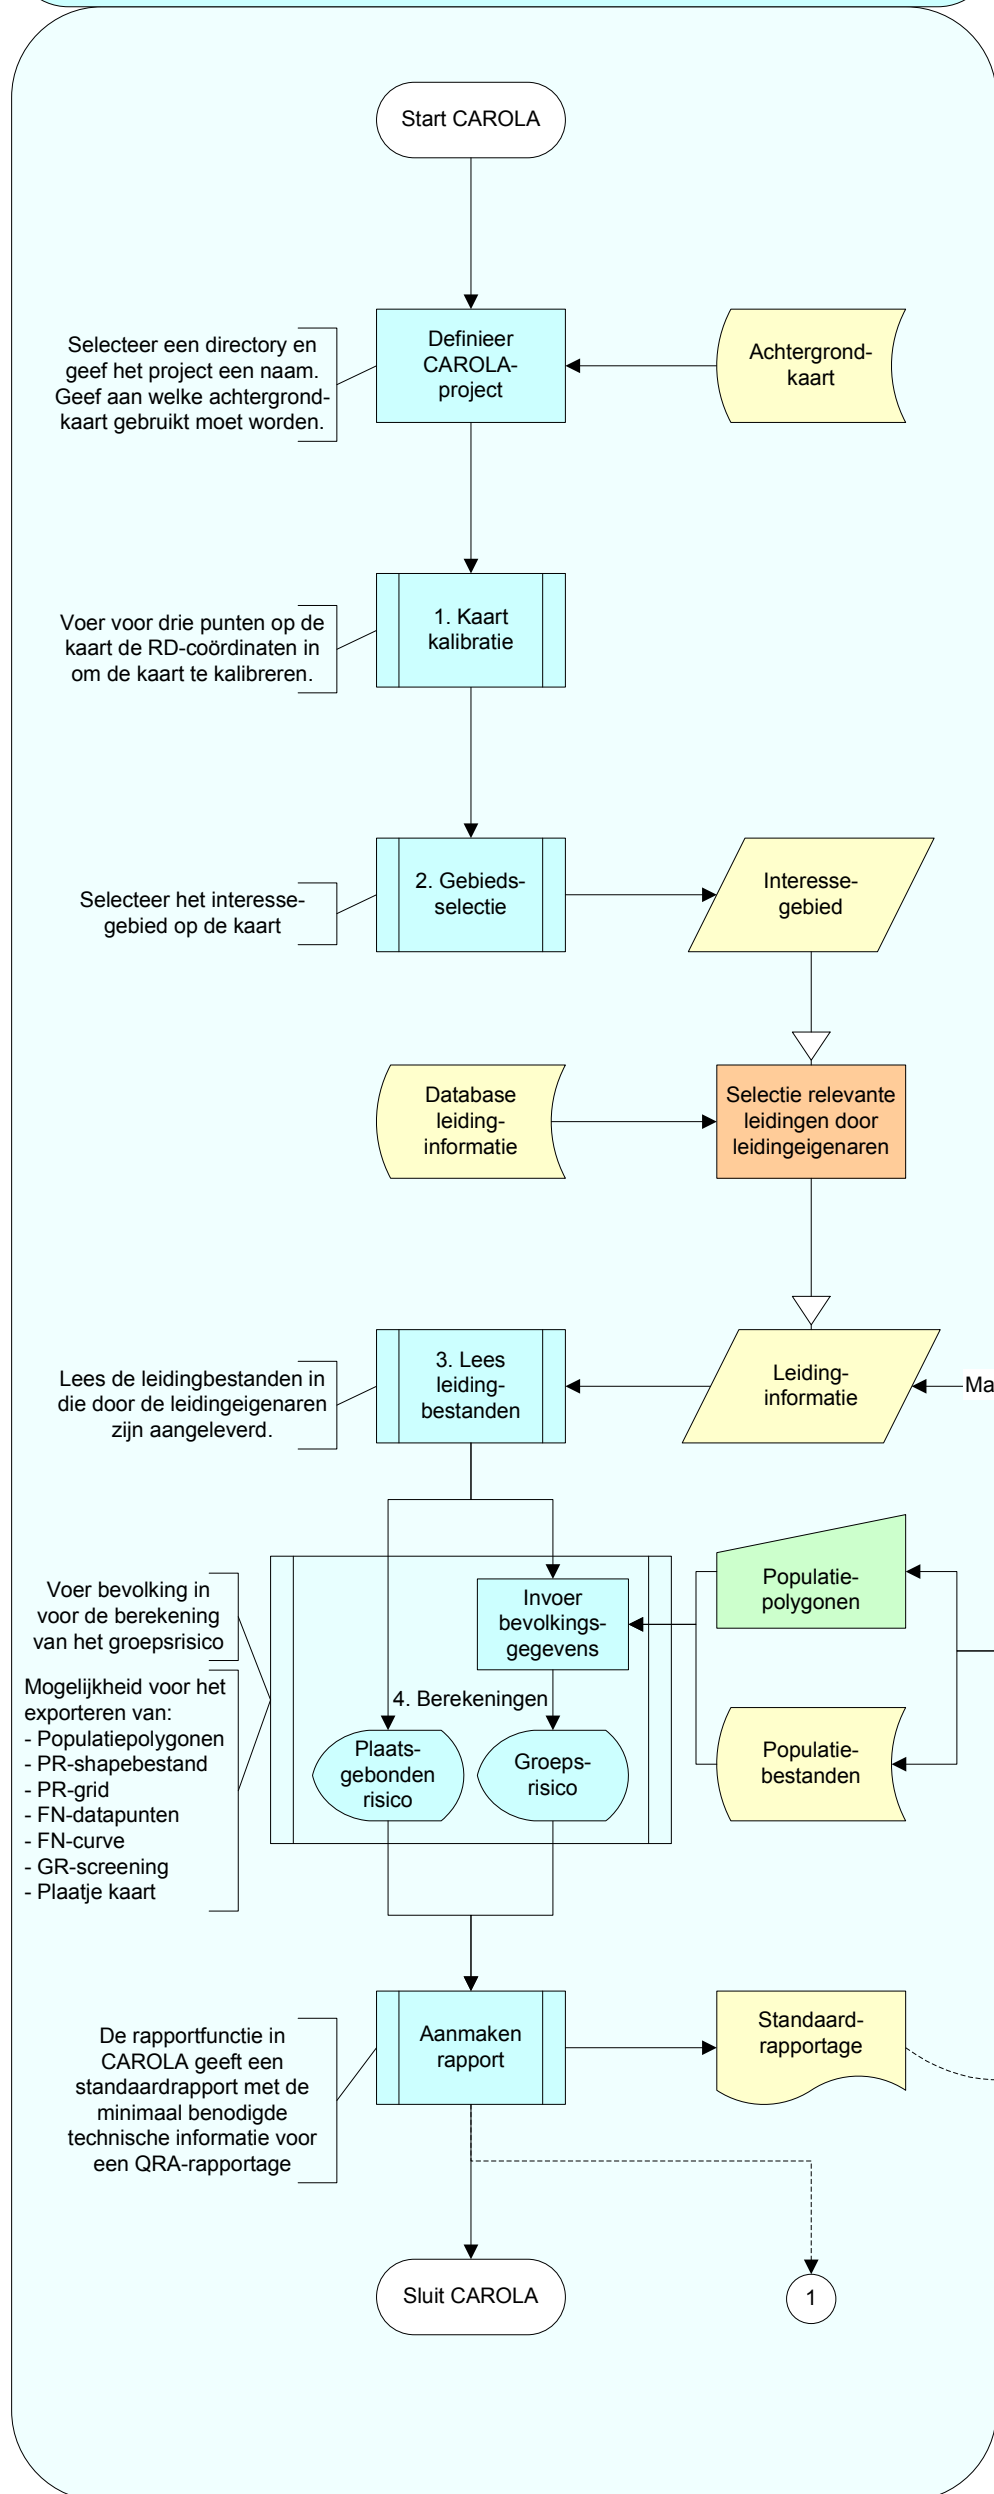 Start CAROLA
Selecteer een directory en
geef het project een naam.
Geef aan welke achtergrond-
kaart gebruikt moet worden.
Definieer
CAROLA-
project
Achtergrond-
kaart
Voer voor drie punten op de
kaart de RD-coördinaten in
om de kaart te kalibreren.
1. Kaart
kalibratie
Selecteer het interesse-
gebied op de kaart
2. Gebieds-
selectie
Interesse-
gebied
Database
leiding-
informatie
Selectie relevante
leidingen door
leidingeigenaren
Lees de leidingbestanden in
die door de leidingeigenaren
zijn aangeleverd.
3. Lees
leiding-
bestanden
Leiding-
informatie
Ma
Voer bevolking in
voor de berekening
van het groepsrisico
Invoer
bevolkings-
gegevens
Populatie-
polygonen
Mogelijkheid voor het
exporteren van:
- Populatiepolygonen
- PR-shapebestand
- PR-grid
- FN-datapunten
- FN-curve
- GR-screening
- Plaatje kaart
4. Berekeningen
Plaats-
gebonden
risico
Groeps-
risico
Populatie-
bestanden
De rapportfunctie in
CAROLA geeft een
standaardrapport met de
minimaal benodigde
technische informatie voor
een QRA-rapportage
Aanmaken
rapport
Standaard-
rapportage
Sluit CAROLA
1